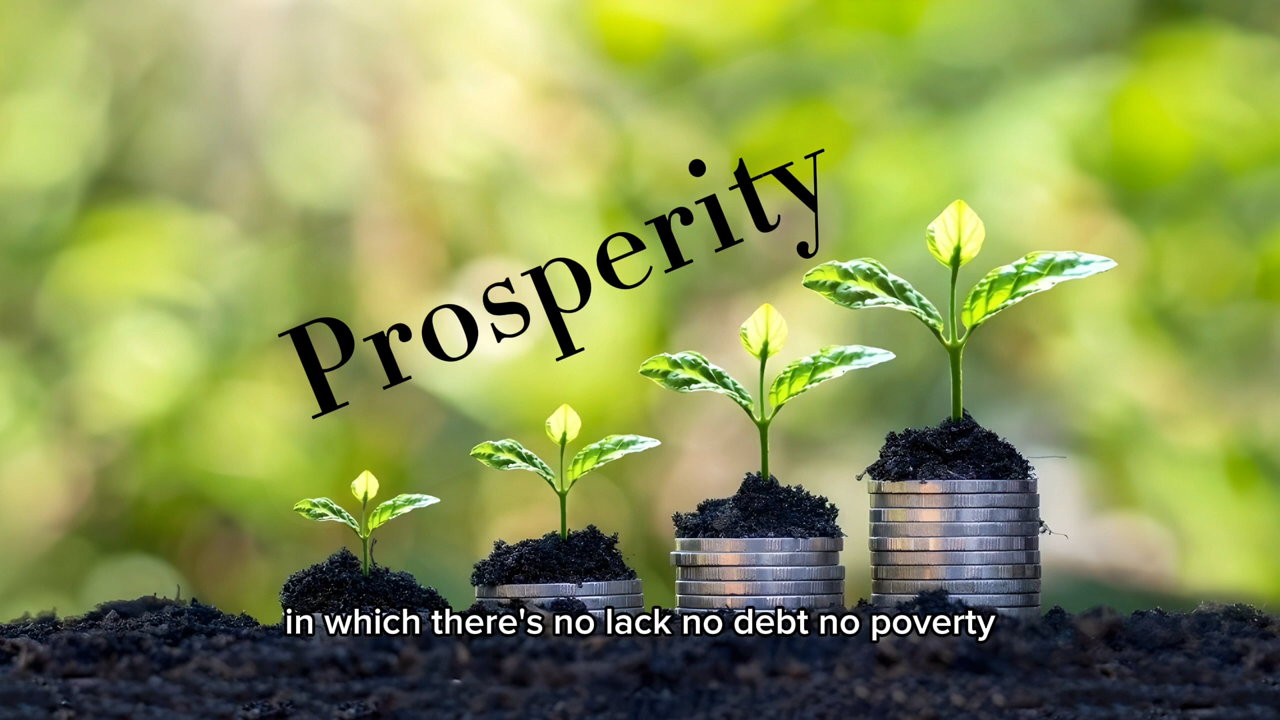 Prosperity
in which there's no lack no debt no poverty